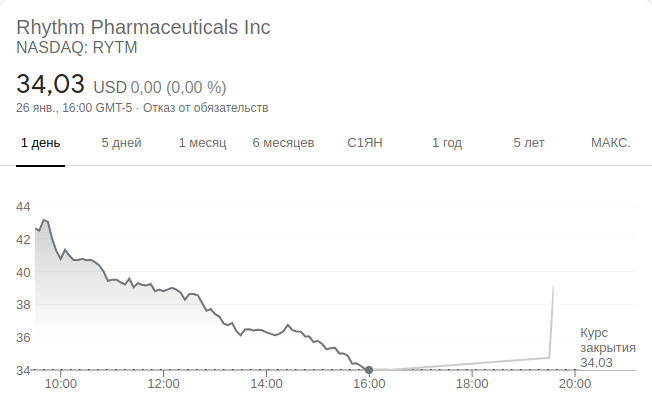 Rhythm Pharmaceuticals Inc
NASDAQ: RYTM
34,03 USD 0,00 (0,00 %)
26 янв., 16:00 GMT-5 · Отказ от обязательств
1 день 5 дней 1 месяц 6 месяцев С1ЯН 1 год 5 лет МАКС.
44
42
40
38
36
34
Курс
закрытия
34,03
10:00 12:00 14:00 16:00 18:00 20:00